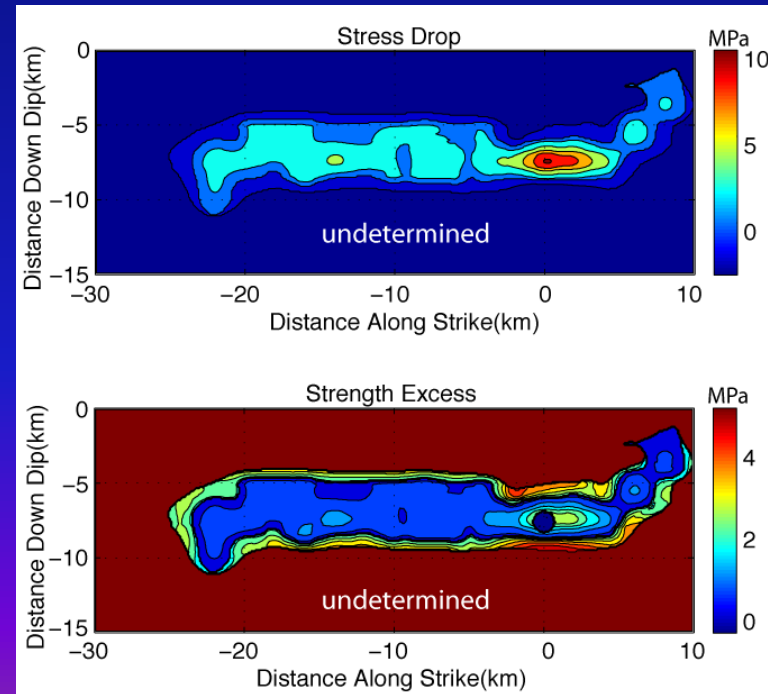 Stress Drop
MPa
0
−5
−10
−15
Distance Down Dip(km)
undetermined
10
5
0
−30
−20
−10
0
10
Distance Along Strike(km)
Strength Excess
MPa
0
−5
−10
−15
Distance Down Dip(km)
undetermined
4
2
0
−30
−20
−10
0
10
Distance Along Strike(km)